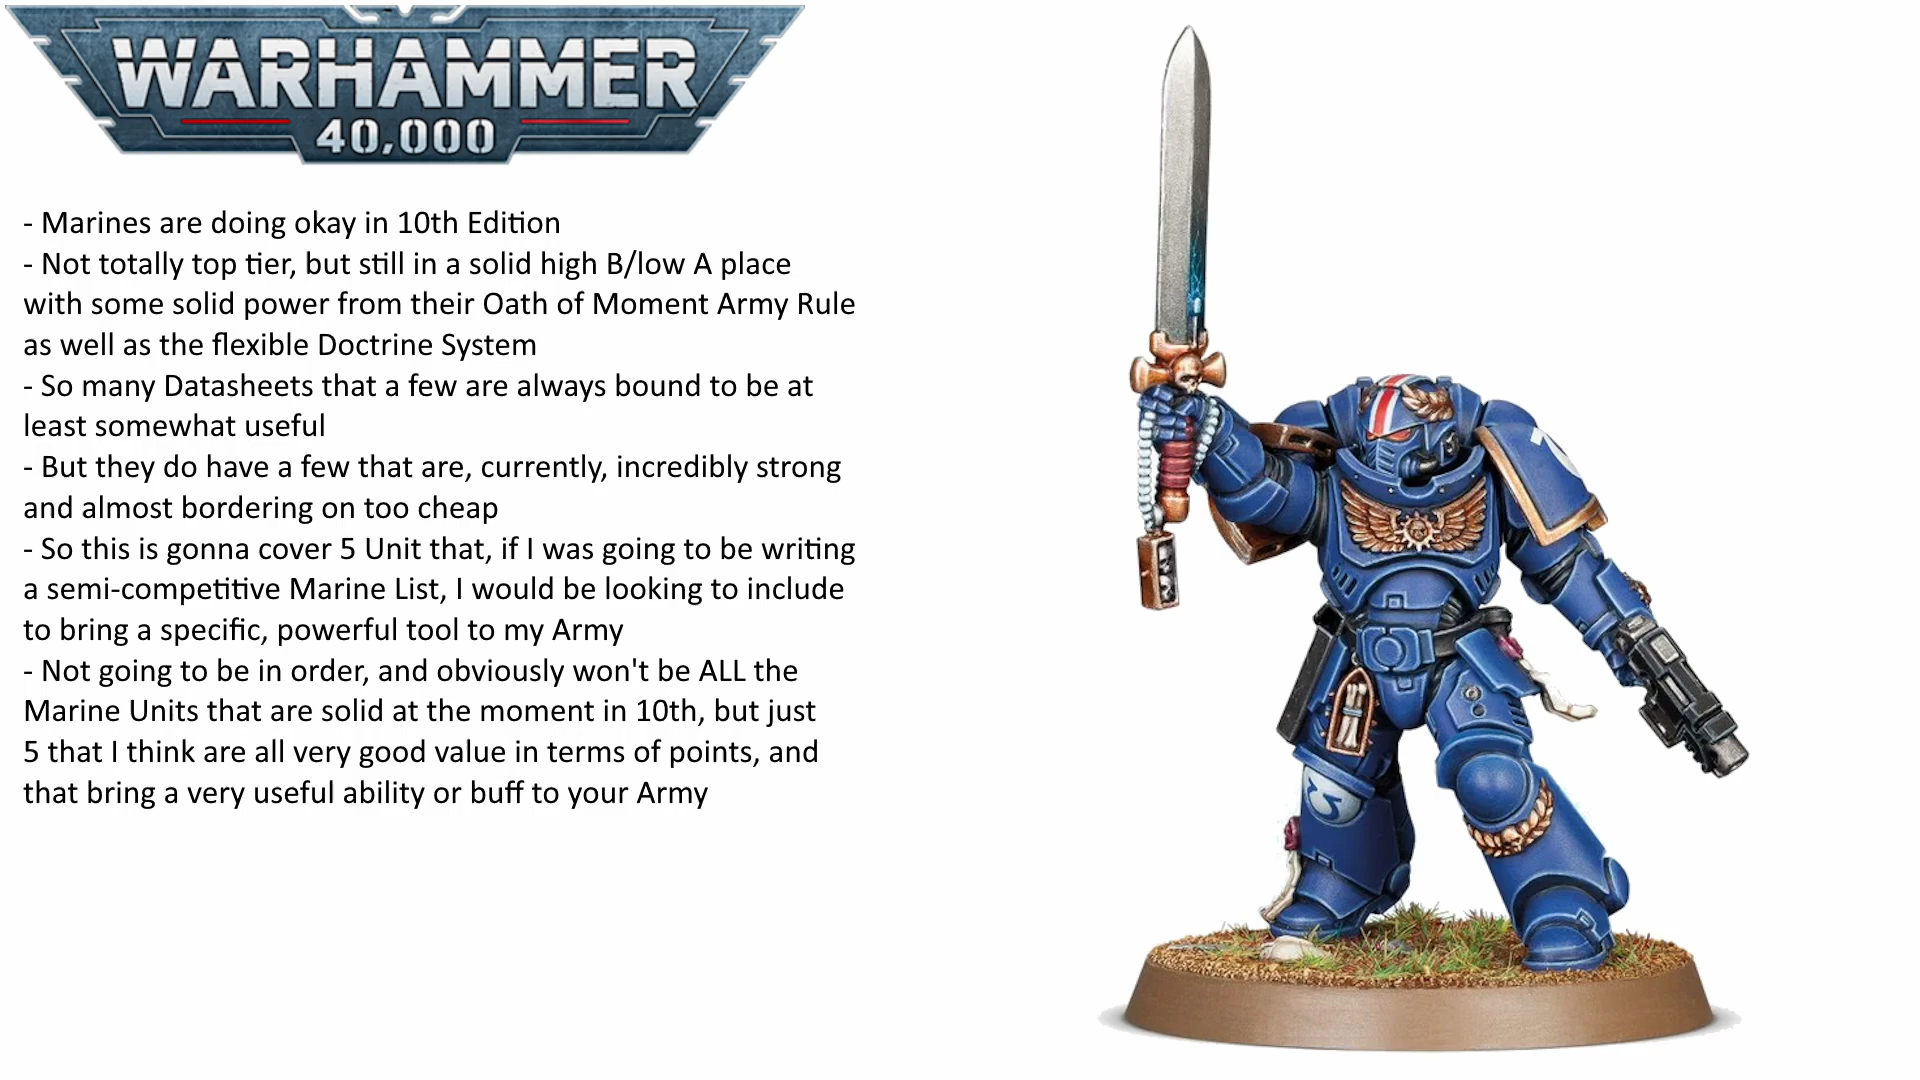 WARHAMMER
40,000
- Marines are doing okay in 10th Edition
- Not totally top tier, but still in a solid high B/low A place
with some solid power from their Oath of Moment Army Rule
as well as the flexible Doctrine System
- So many Datasheets that a few are always bound to be at
least somewhat useful
- But they do have a few that are, currently, incredibly strong
and almost bordering on too cheap
- So this is gonna cover 5 Unit that, if I was going to be writing
a semi-competitive Marine List, I would be looking to include
to bring a specific, powerful tool to my Army
- Not going to be in order, and obviously won't be ALL the
Marine Units that are solid at the moment in 10th, but just
5 that I think are all very good value in terms of points, and
that bring a very useful ability or buff to your Army